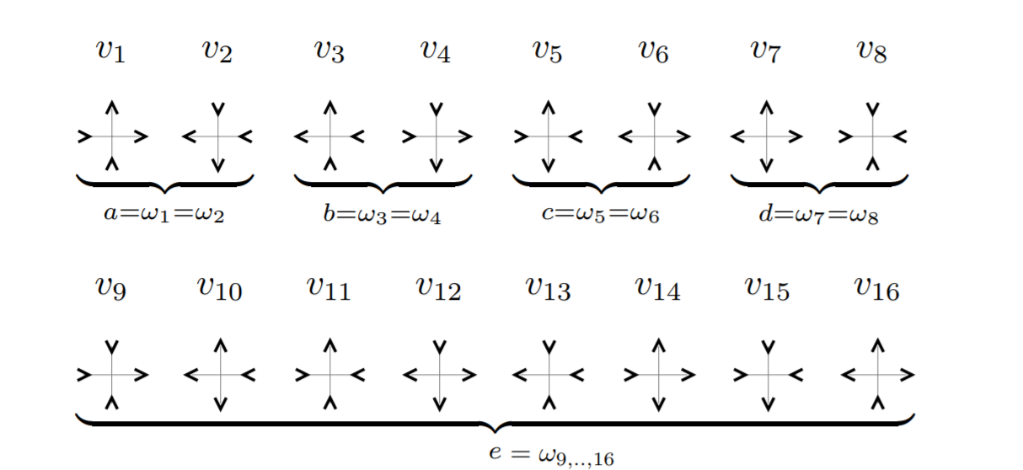 v₁ v₂ v₃ v₄ v₅ v₆ v₇ v₈
a=ω₁=ω₂ b=ω₃=ω₄ c=ω₅=ω₆ d=ω₇=ω₈
v₉ v₁₀ v₁₁ v₁₂ v₁₃ v₁₄ v₁₅ v₁₆
e = ω₉,..,₁₆